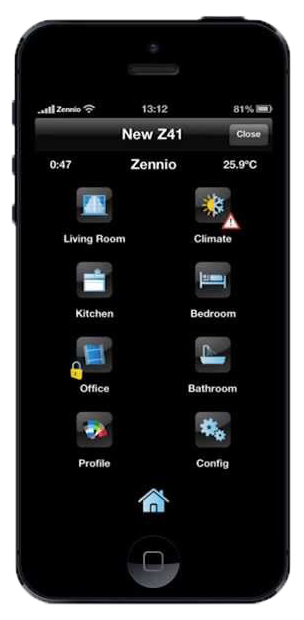 Zennio 13:12 81%
New Z41 Close
0:47 Zennio 25.9ºC
Living Room Climate
Kitchen Bedroom
Office Bathroom
Profile Config